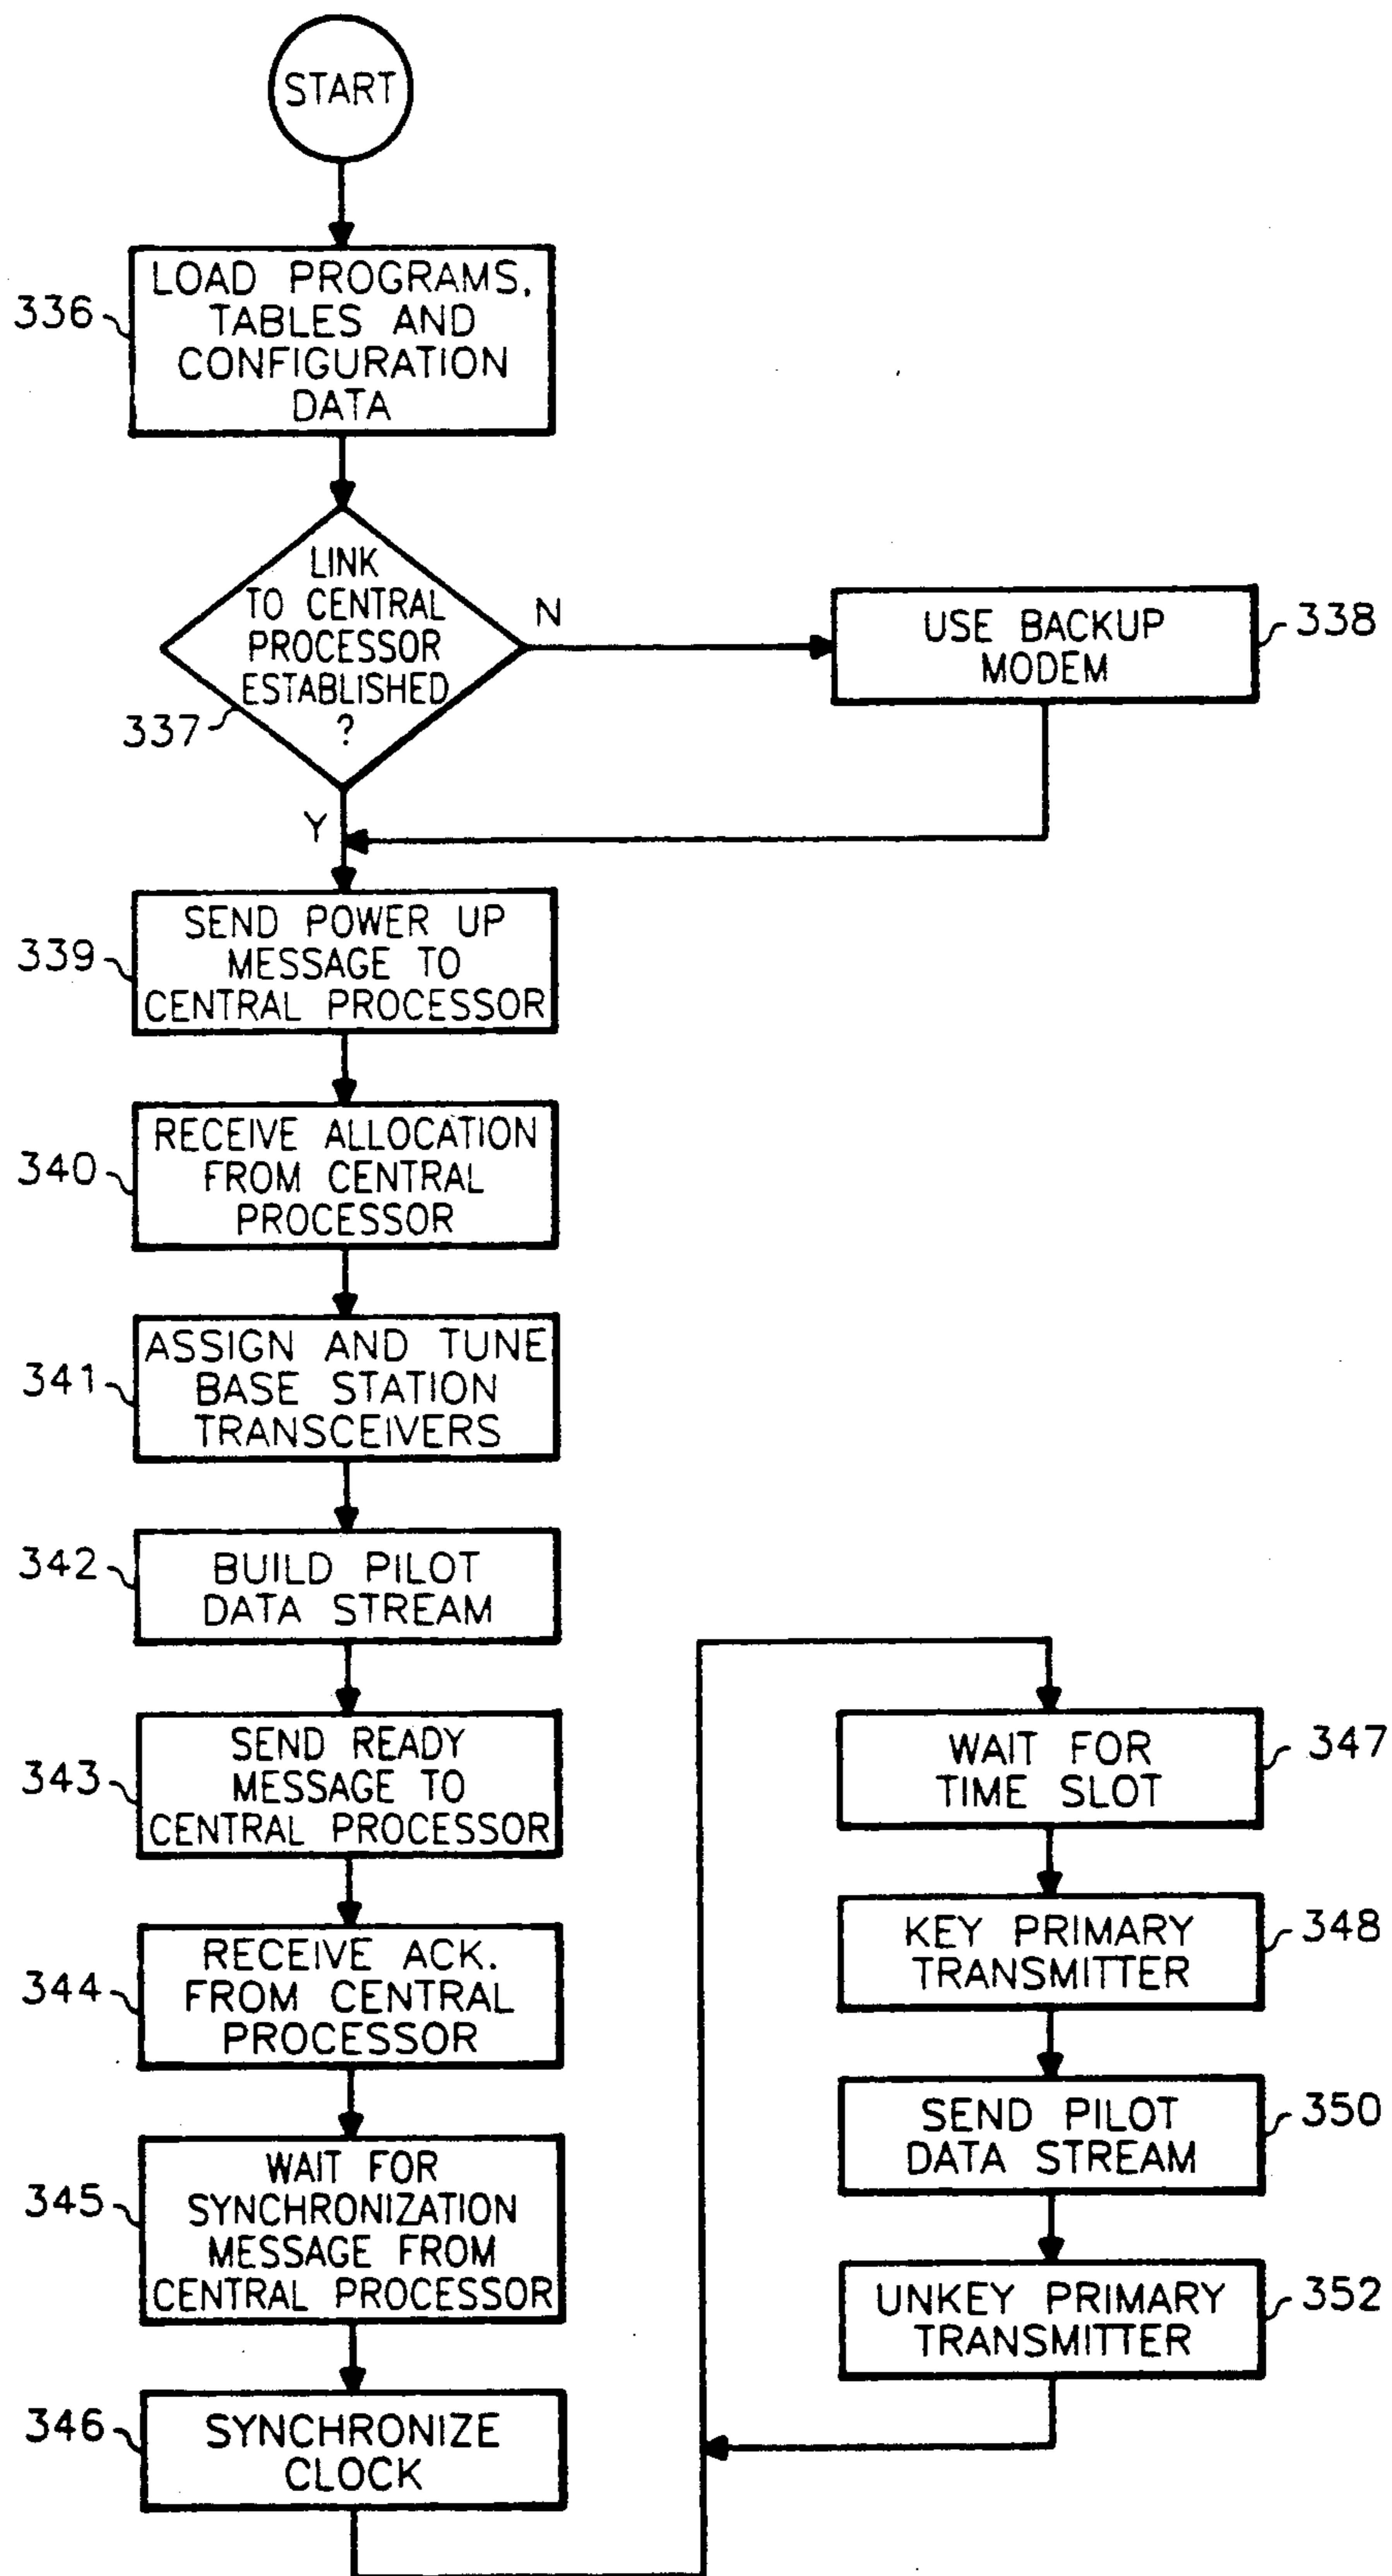 START
336
LOAD PROGRAMS,
TABLES AND
CONFIGURATION
DATA
337
LINK
TO CENTRAL
PROCESSOR
ESTABLISHED
?
N
Y
USE BACKUP
MODEM
338
339
SEND POWER UP
MESSAGE TO
CENTRAL PROCESSOR
340
RECEIVE ALLOCATION
FROM CENTRAL
PROCESSOR
341
ASSIGN AND TUNE
BASE STATION
TRANSCEIVERS
342
BUILD PILOT
DATA STREAM
343
SEND READY
MESSAGE TO
CENTRAL PROCESSOR
344
RECEIVE ACK.
FROM CENTRAL
PROCESSOR
345
WAIT FOR
SYNCHRONIZATION
MESSAGE FROM
CENTRAL PROCESSOR
346
SYNCHRONIZE
CLOCK
WAIT FOR
TIME SLOT
347
KEY PRIMARY
TRANSMITTER
348
SEND PILOT
DATA STREAM
350
UNKEY PRIMARY
TRANSMITTER
352